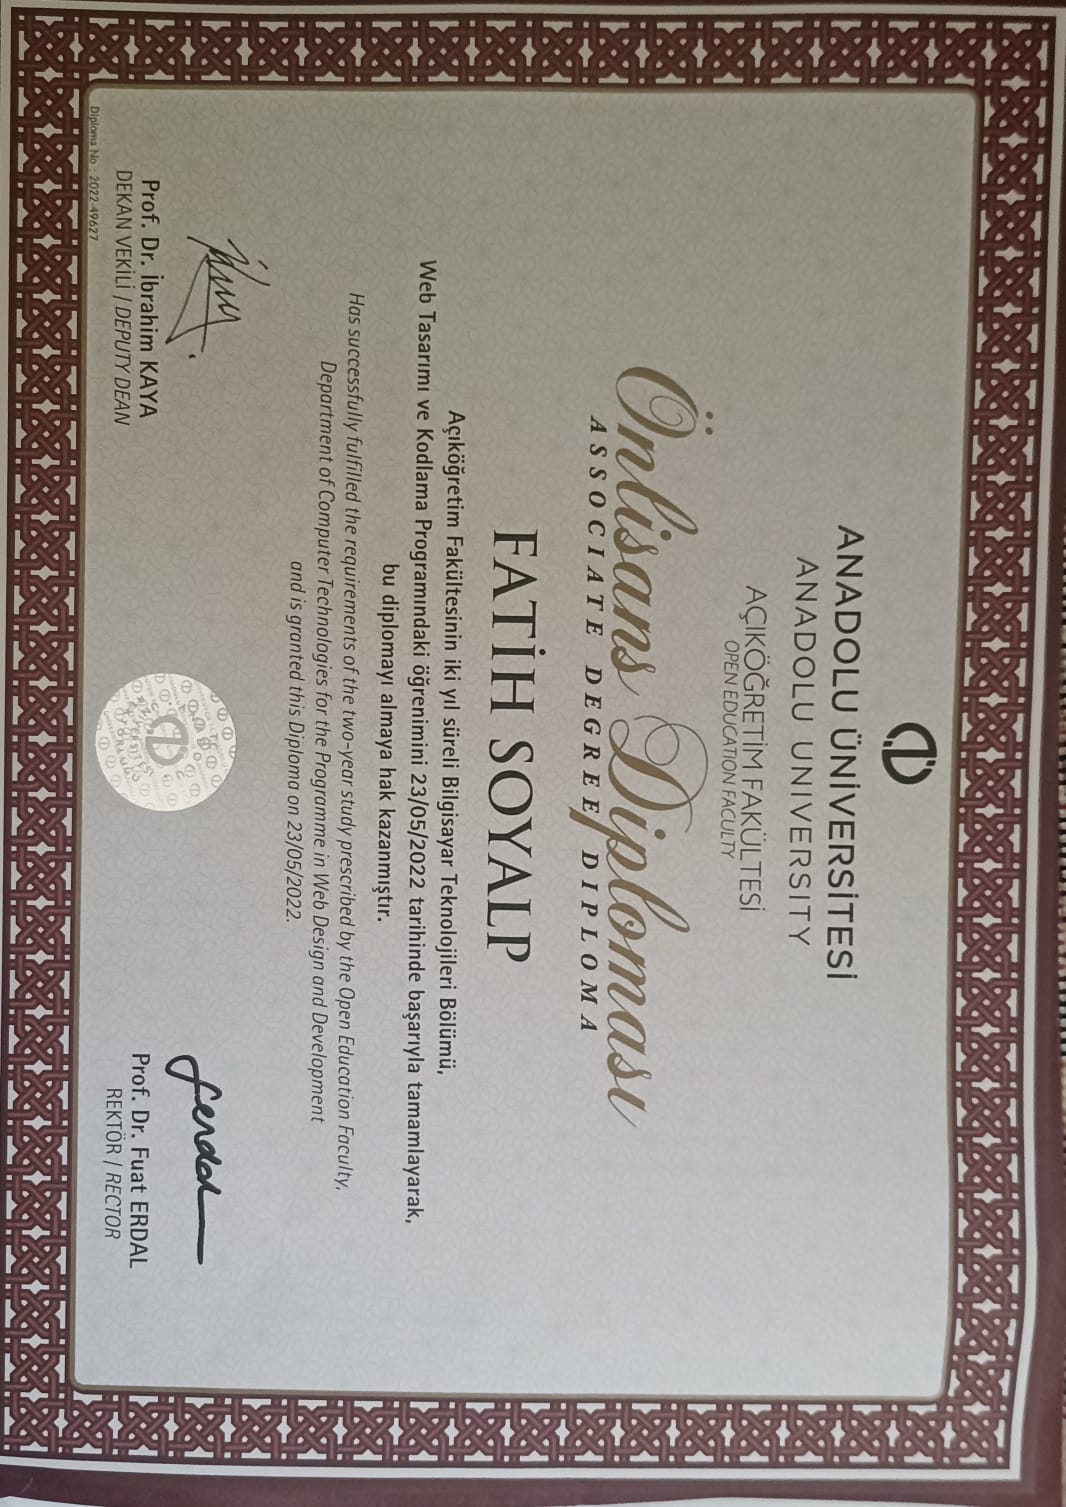 ANADOLU ÜNİVERSİTESİ
ANADOLU UNIVERSITY
AÇIKÖĞRETİM FAKÜLTESİ
OPEN EDUCATION FACULTY
Önlisans Diploması
ASSOCIATE DEGREE DIPLOMA
FATİH SOYALP
Açıköğretim Fakültesinin iki yıl süreli Bilgisayar Teknolojileri Bölümü,
Web Tasarımı ve Kodlama Programındaki öğrenimini 23/05/2022 tarihinde başarıyla tamamlayarak,
bu diplomayı almaya hak kazanmıştır.
Has successfully fulfilled the requirements of the two-year study prescribed by the Open Education Faculty,
Department of Computer Technologies for the Programme in Web Design and Development
and is granted this Diploma on 23/05/2022.
Prof. Dr. İbrahim KAYA
DEKAN VEKİLİ / DEPUTY DEAN
Prof. Dr. Fuat ERDAL
REKTÖR / RECTOR
Diploma No : 2022-49627